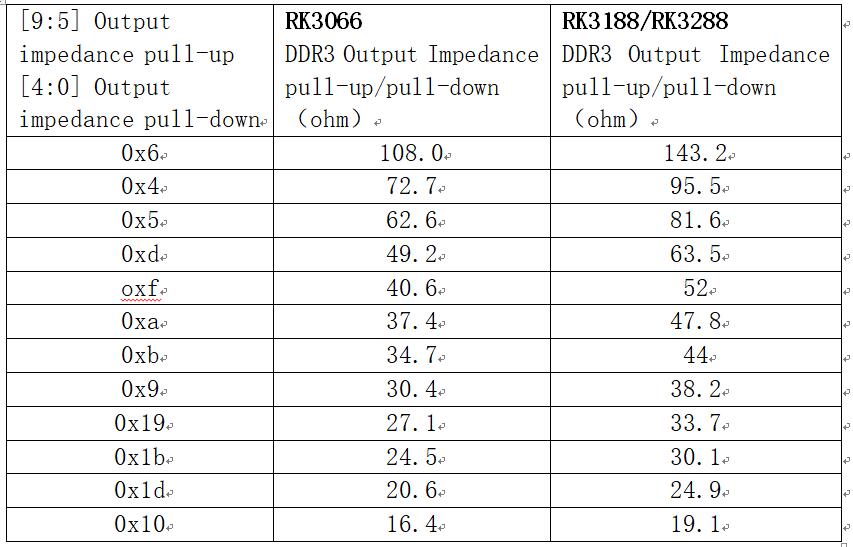 [9:5] Output
impedance pull-up
[4:0] Output
impedance pull-down
RK3066
DDR3 Output Impedance
pull-up/pull-down
（ohm）
RK3188/RK3288
DDR3 Output Impedance
pull-up/pull-down
（ohm）
0x6 108.0 143.2
0x4 72.7 95.5
0x5 62.6 81.6
0xd 49.2 63.5
oxf 40.6 52
0xa 37.4 47.8
0xb 34.7 44
0x9 30.4 38.2
0x19 27.1 33.7
0x1b 24.5 30.1
0x1d 20.6 24.9
0x10 16.4 19.1